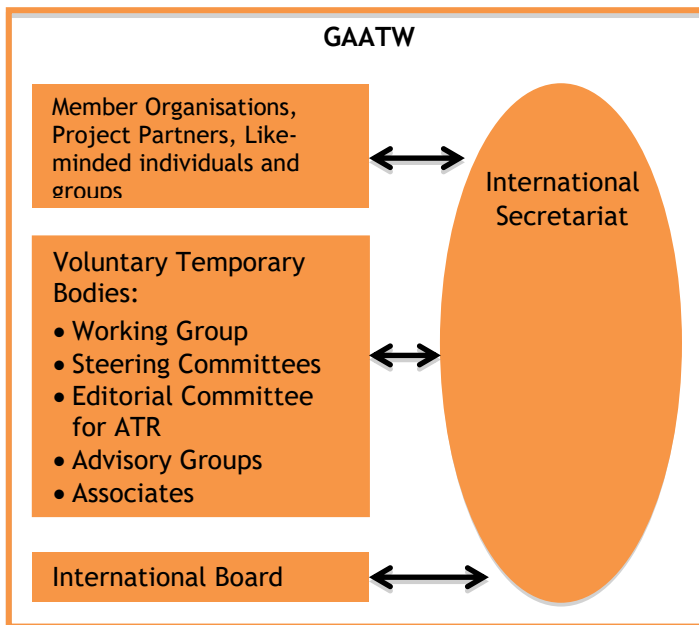 GAATW
Member Organisations,
Project Partners, Like-
minded individuals and
groups
International
Secretariat
Voluntary Temporary
Bodies:
• Working Group
• Steering Committees
• Editorial Committee
for ATR
• Advisory Groups
• Associates
International Board